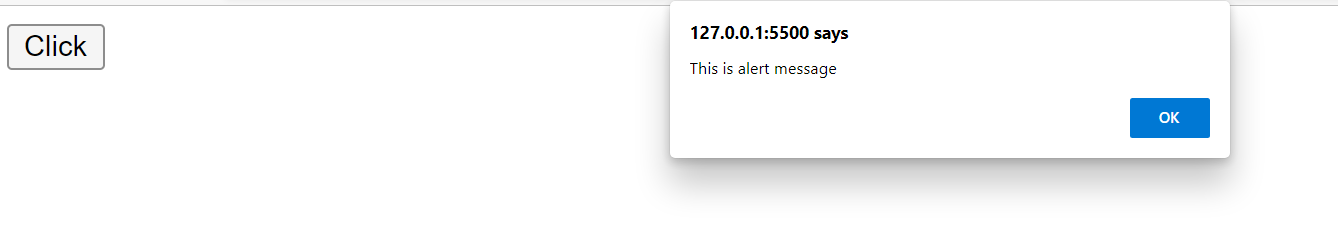 Click
127.0.0.1:5500 says
This is alert message
OK